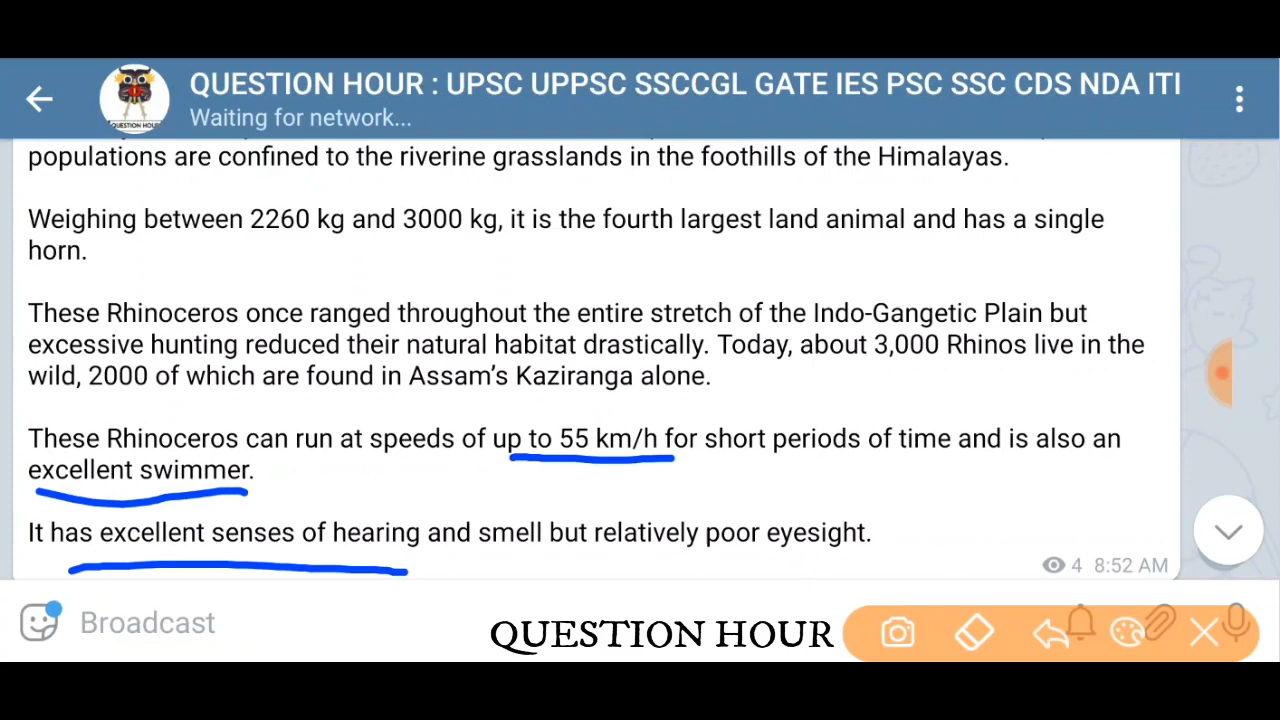 QUESTION HOUR : UPSC UPPSC SSCCGL GATE IES PSC SSC CDS NDA ITI
Waiting for network...
QUESTION HOUR
populations are confined to the riverine grasslands in the foothills of the Himalayas.
Weighing between 2260 kg and 3000 kg, it is the fourth largest land animal and has a single
horn.
These Rhinoceros once ranged throughout the entire stretch of the Indo-Gangetic Plain but
excessive hunting reduced their natural habitat drastically. Today, about 3,000 Rhinos live in the
wild, 2000 of which are found in Assam’s Kaziranga alone.
These Rhinoceros can run at speeds of up to 55 km/h for short periods of time and is also an
excellent swimmer.
It has excellent senses of hearing and smell but relatively poor eyesight.
4 8:52 AM
Broadcast
QUESTION HOUR